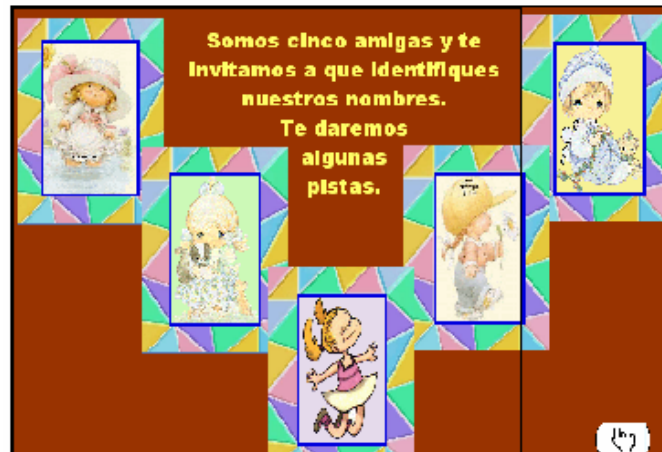 Somos cinco amigas y te
invitamos a que identifiques
nuestros nombres.
Te daremos
algunas
pistas.